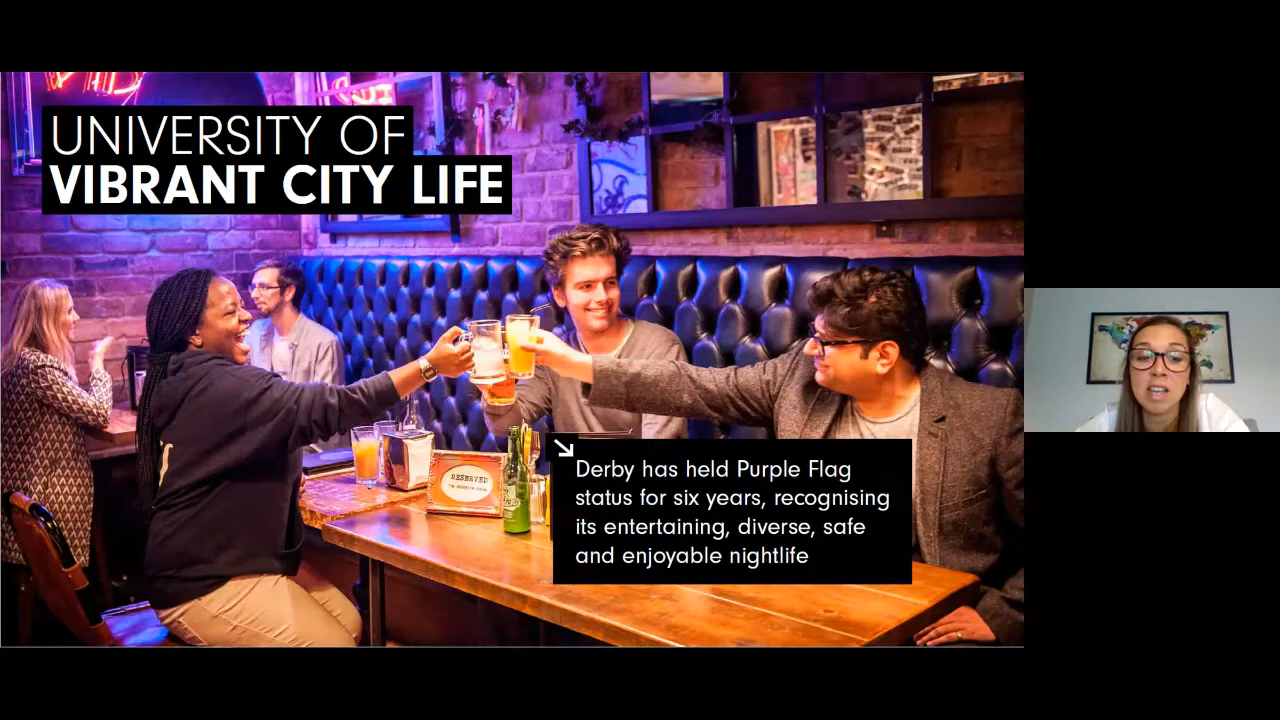 UNIVERSITY OF
VIBRANT CITY LIFE
RESERVED
Derby has held Purple Flag
status for six years, recognising
its entertaining, diverse, safe
and enjoyable nightlife